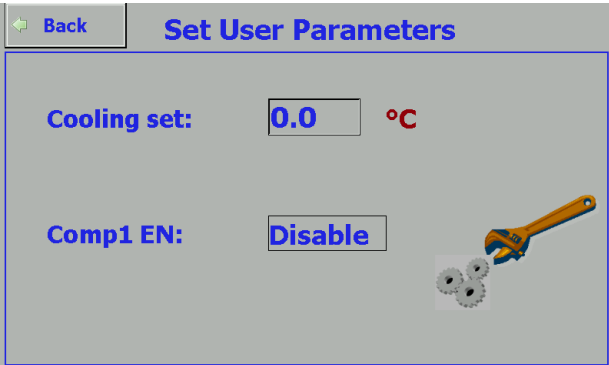 Back
Set User Parameters
Cooling set: 0.0 °C
Comp1 EN: Disable